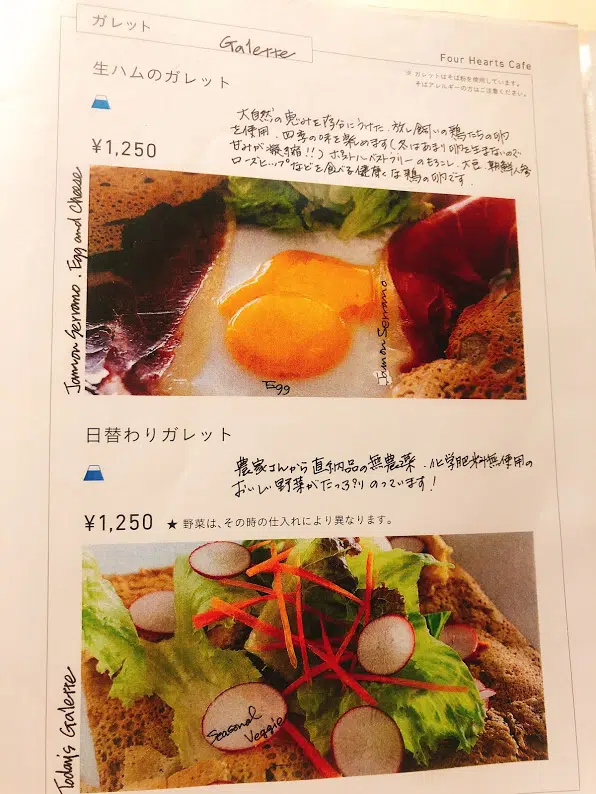 ガレット
Galette
Four Hearts Cafe
※ ガレットはそば粉を使用しています。
そばアレルギーの方はご注意ください。
生ハムのガレット
¥1,250
大自然の恵みを存分にうけた、放し飼いの鶏たちの卵
を使用。四季の味を楽しめます(冬はあまり卵を生まないので
甘みが凝縮!!) ポストハーベストフリーのもろこし、大豆、朝鮮人参
ローズヒップなどを食べる健康な鶏の卵です。
Jamon Serrano. Egg and Cheese
Egg
Jamon Serrano
日替わりガレット
農家さんから直納品の無農薬、化学肥料無使用の
おいしい野菜がたっぷりのっています!
¥1,250
★ 野菜は、その時の仕入れにより異なります。
Today's Galette
Seasonal
Veggie